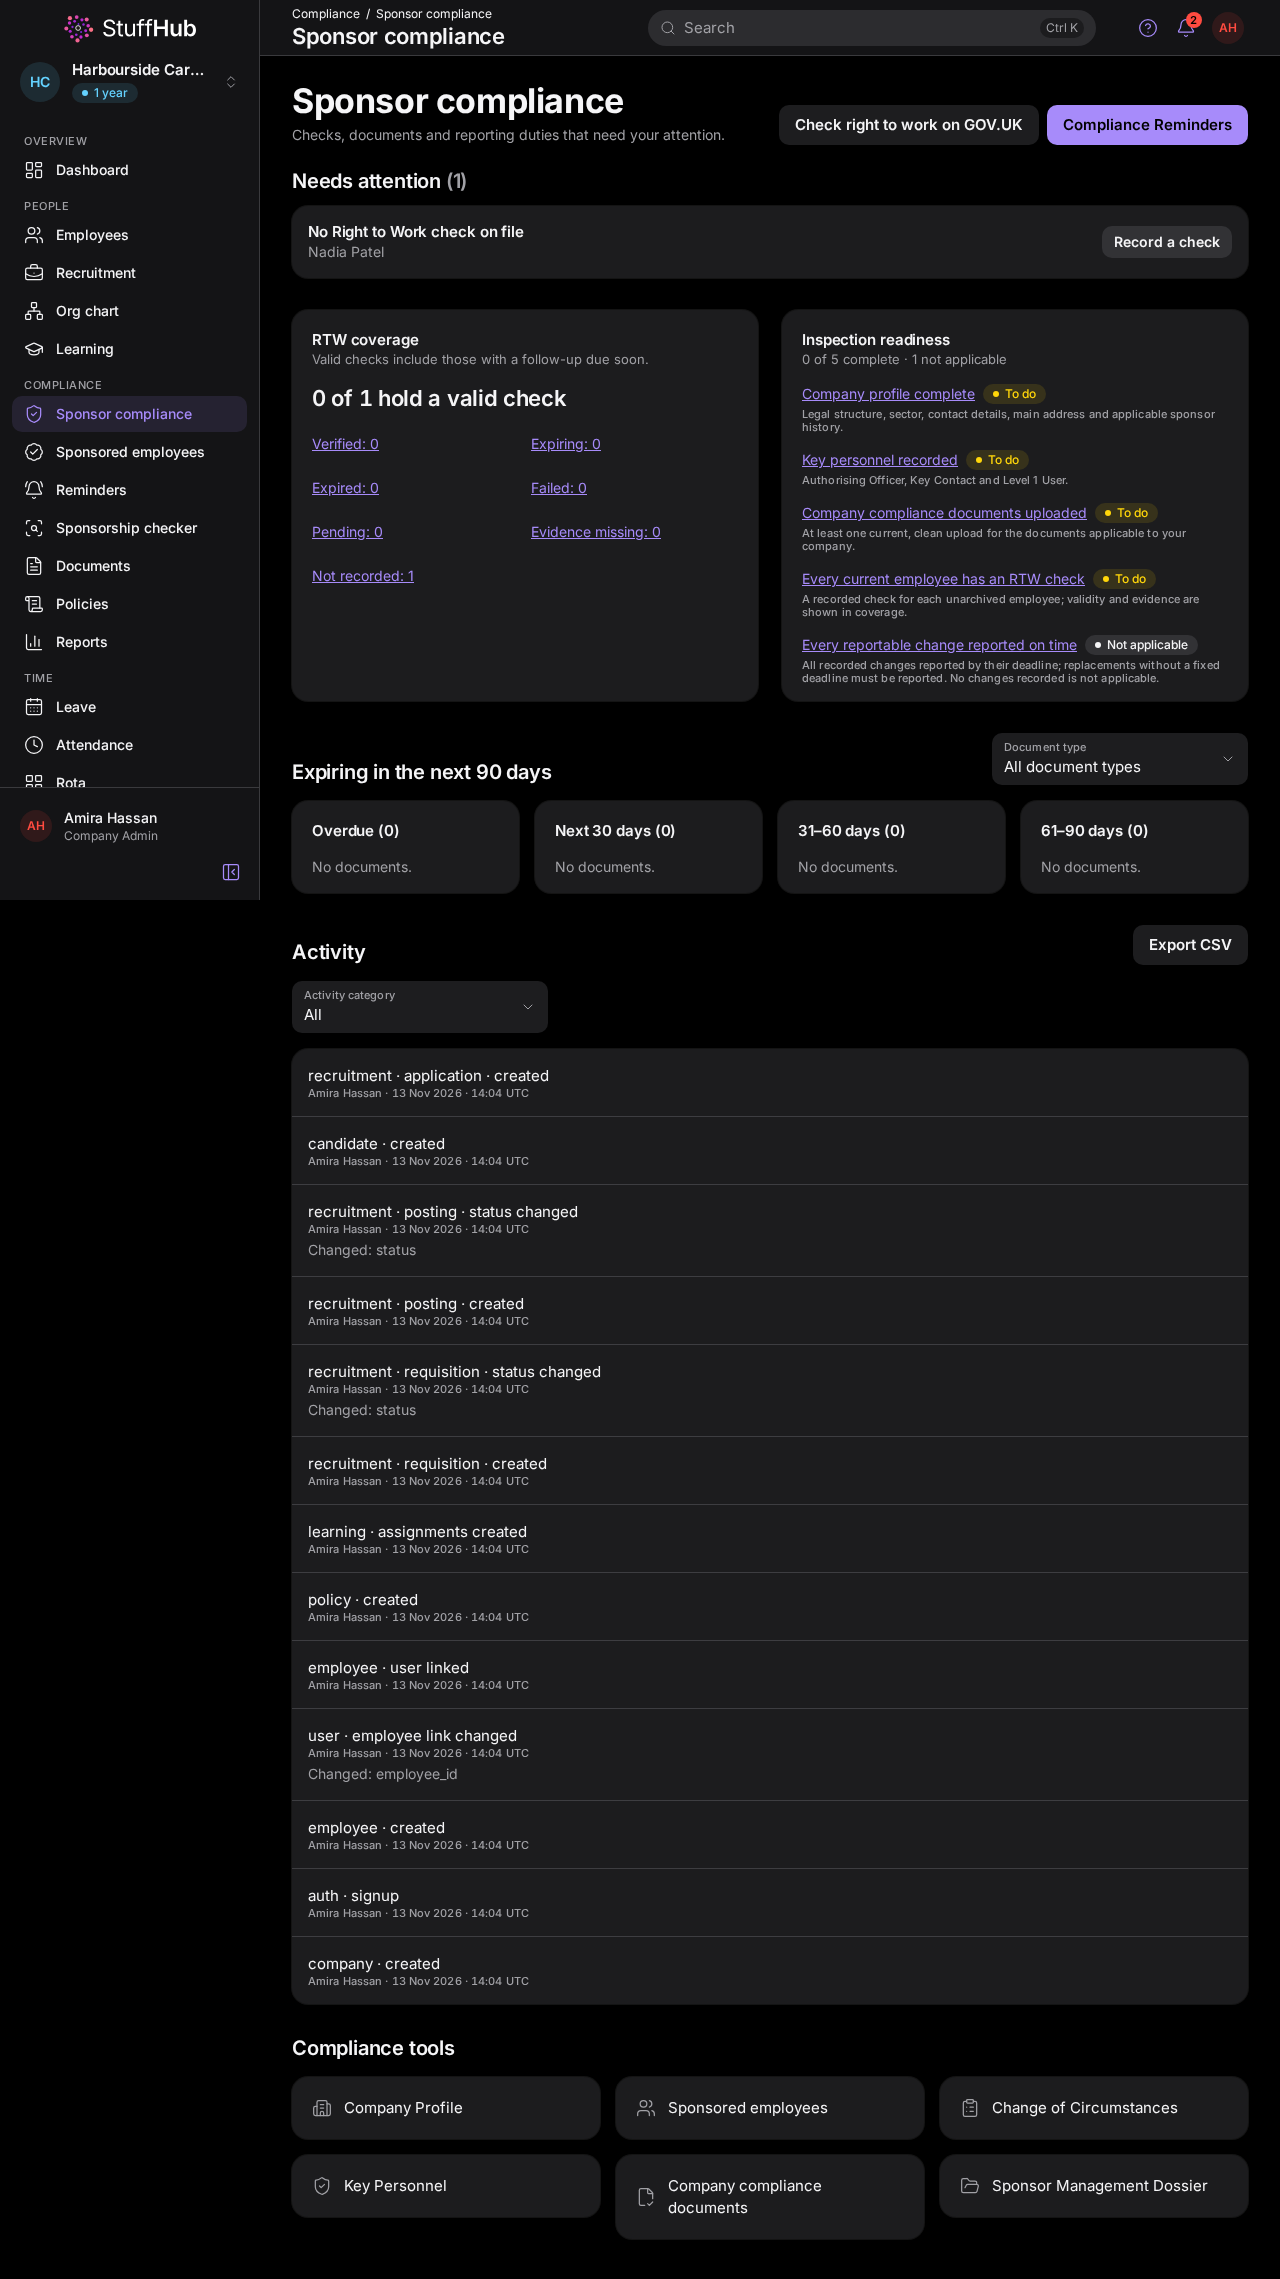 StuffHub
Harbourside Car...
HC
1 year
OVERVIEW
Dashboard
PEOPLE
Employees
Recruitment
Org chart
Learning
COMPLIANCE
Sponsor compliance
Sponsored employees
Reminders
Sponsorship checker
Documents
Policies
Reports
TIME
Leave
Attendance
Rota
AH
Amira Hassan
Company Admin
Compliance / Sponsor compliance
Sponsor compliance
Search
Ctrl K
2
AH
Sponsor compliance
Checks, documents and reporting duties that need your attention.
Check right to work on GOV.UK
Compliance Reminders
Needs attention (1)
No Right to Work check on file
Nadia Patel
Record a check
RTW coverage
Valid checks include those with a follow-up due soon.
0 of 1 hold a valid check
Verified: 0
Expiring: 0
Expired: 0
Failed: 0
Pending: 0
Evidence missing: 0
Not recorded: 1
Inspection readiness
0 of 5 complete · 1 not applicable
Company profile complete
To do
Legal structure, sector, contact details, main address and applicable sponsor
history.
Key personnel recorded
To do
Authorising Officer, Key Contact and Level 1 User.
Company compliance documents uploaded
To do
At least one current, clean upload for the documents applicable to your
company.
Every current employee has an RTW check
To do
A recorded check for each unarchived employee; validity and evidence are
shown in coverage.
Every reportable change reported on time
Not applicable
All recorded changes reported by their deadline; replacements without a fixed
deadline must be reported. No changes recorded is not applicable.
Expiring in the next 90 days
Document type
All document types
Overdue (0)
No documents.
Next 30 days (0)
No documents.
31–60 days (0)
No documents.
61–90 days (0)
No documents.
Activity
Export CSV
Activity category
All
recruitment · application · created
Amira Hassan · 13 Nov 2026 · 14:04 UTC
candidate · created
Amira Hassan · 13 Nov 2026 · 14:04 UTC
recruitment · posting · status changed
Amira Hassan · 13 Nov 2026 · 14:04 UTC
Changed: status
recruitment · posting · created
Amira Hassan · 13 Nov 2026 · 14:04 UTC
recruitment · requisition · status changed
Amira Hassan · 13 Nov 2026 · 14:04 UTC
Changed: status
recruitment · requisition · created
Amira Hassan · 13 Nov 2026 · 14:04 UTC
learning · assignments created
Amira Hassan · 13 Nov 2026 · 14:04 UTC
policy · created
Amira Hassan · 13 Nov 2026 · 14:04 UTC
employee · user linked
Amira Hassan · 13 Nov 2026 · 14:04 UTC
user · employee link changed
Amira Hassan · 13 Nov 2026 · 14:04 UTC
Changed: employee_id
employee · created
Amira Hassan · 13 Nov 2026 · 14:04 UTC
auth · signup
Amira Hassan · 13 Nov 2026 · 14:04 UTC
company · created
Amira Hassan · 13 Nov 2026 · 14:04 UTC
Compliance tools
Company Profile
Sponsored employees
Change of Circumstances
Key Personnel
Company compliance
documents
Sponsor Management Dossier